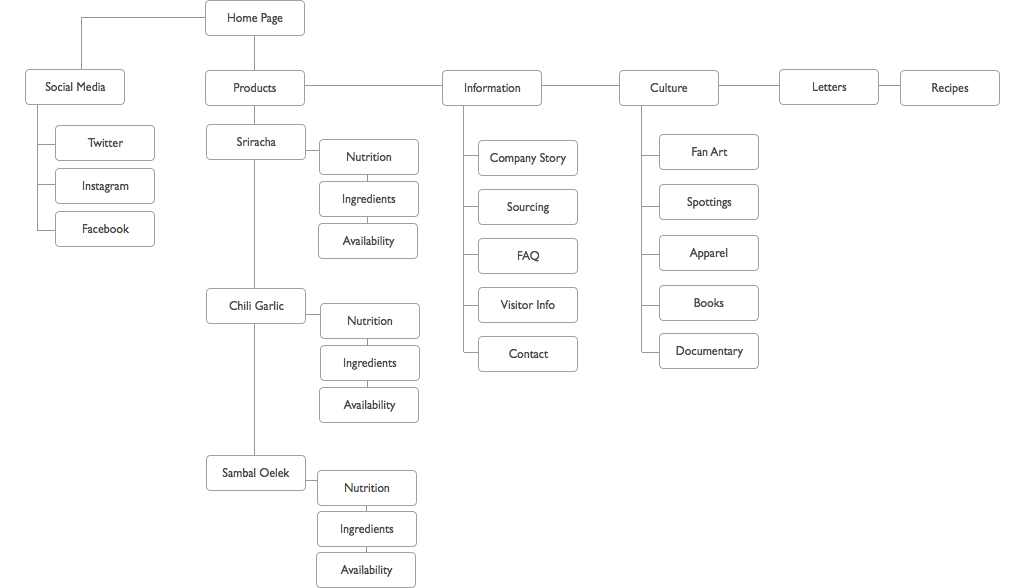 Home Page
Social Media
Products
Information
Culture
Letters
Recipes
Twitter
Instagram
Facebook
Sriracha
Nutrition
Ingredients
Availability
Chili Garlic
Nutrition
Ingredients
Availability
Sambal Oelek
Nutrition
Ingredients
Availability
Company Story
Sourcing
FAQ
Visitor Info
Contact
Fan Art
Spottings
Apparel
Books
Documentary